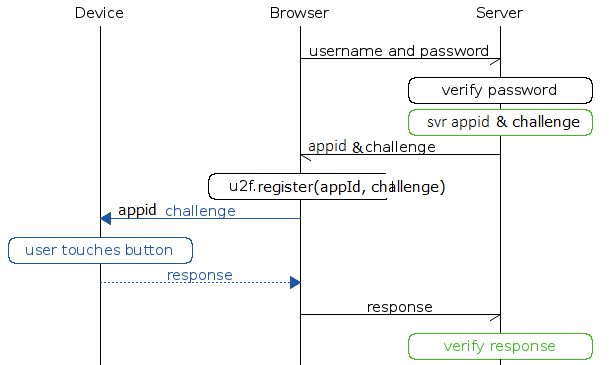 Device Browser Server
username and password
verify password
svr appid & challenge
appid & challenge
u2f.register(appId, challenge)
appid challenge
user touches button
response
response
verify response